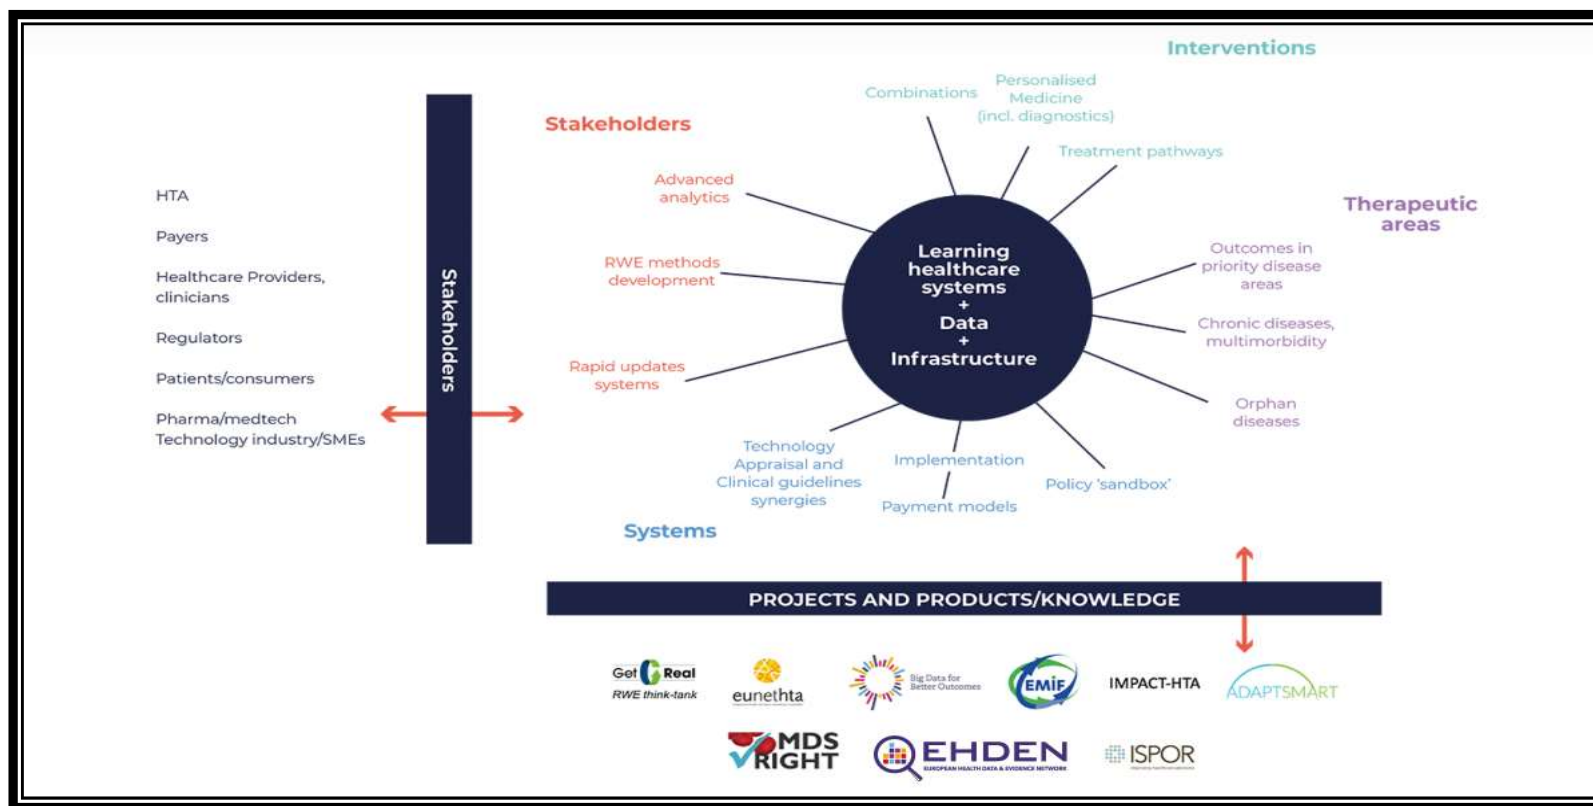 HTA
Payers
Healthcare Providers,
clinicians
Regulators
Patients/consumers
Pharma/medtech
Technology industry/SMEs
Stakeholders
Stakeholders
Advanced
analytics
RWE methods
development
Rapid updates
systems
Interventions
Combinations
Personalised
Medicine
(incl. diagnostics)
Treatment pathways
Therapeutic
areas
Outcomes in
priority disease
areas
Chronic diseases,
multimorbidity
Orphan
diseases
Learning
healthcare
systems
+
Data
+
Infrastructure
Technology
Appraisal and
Clinical guidelines
synergies
Implementation
Payment models
Policy ‘sandbox’
Systems
PROJECTS AND PRODUCTS/KNOWLEDGE
Get Real
RWE think-tank
eunethta
Big Data for
Better Outcomes
EMiF
IMPACT-HTA
ADAPTSMART
MDS
RIGHT
EHDEN
EUROPEAN HEALTH DATA & EVIDENCE NETWORK
ISPOR